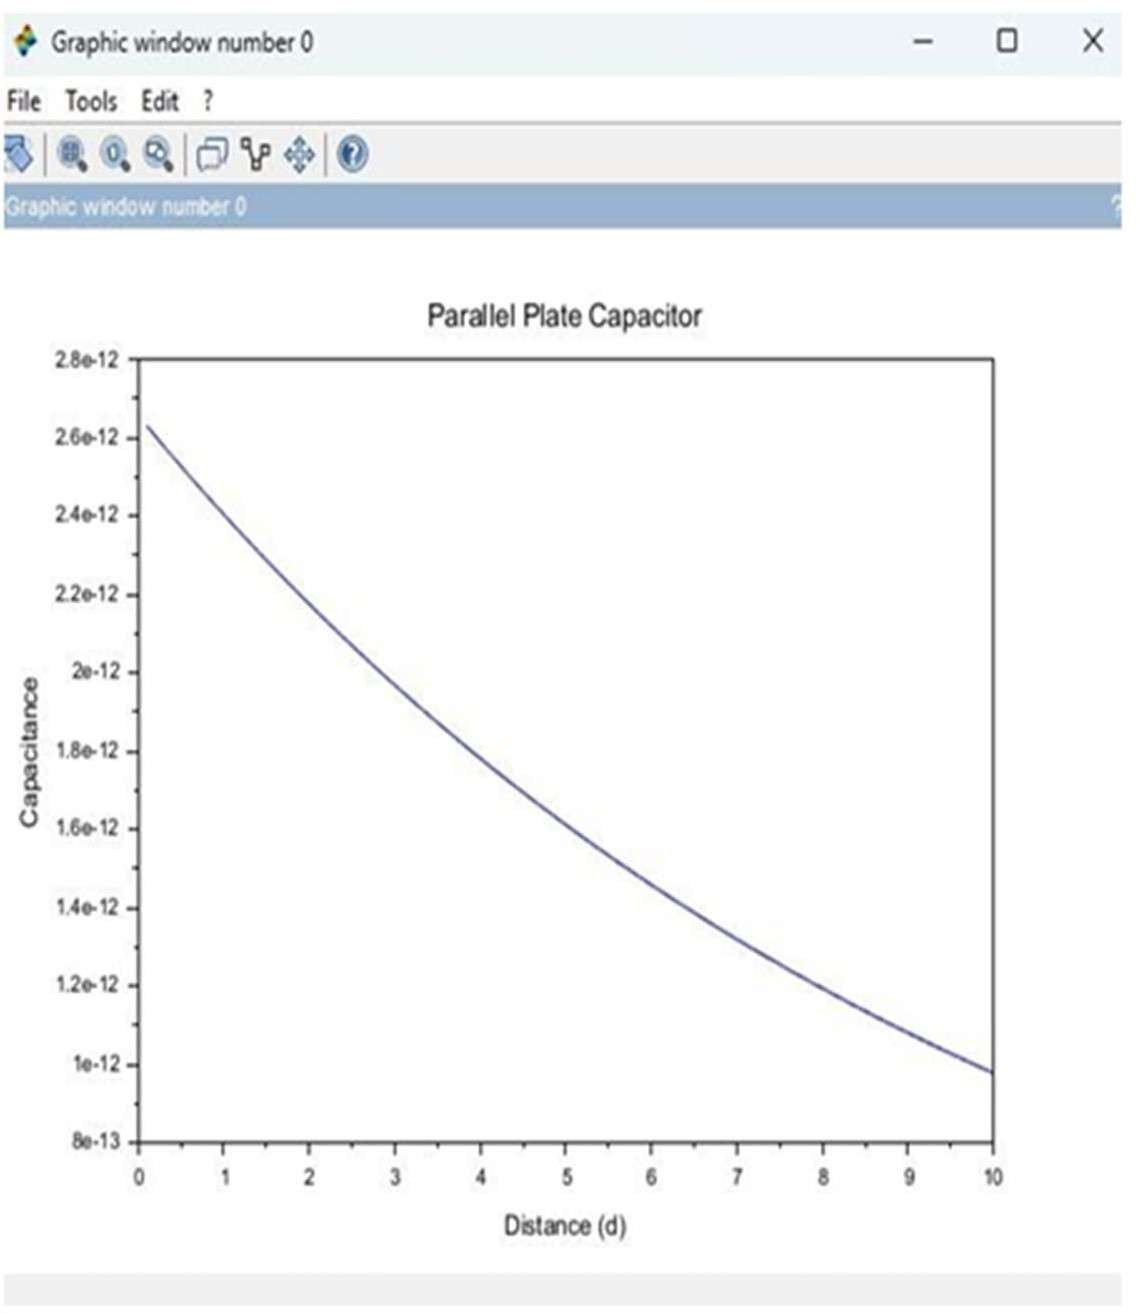 Graphic window number 0
File Tools Edit ?
Graphic window number 0 ?
Parallel Plate Capacitor
2.8e-12
2.6e-12
2.4e-12
2.2e-12
2e-12
1.8e-12
1.6e-12
1.4e-12
1.2e-12
1e-12
8e-13
Capacitance
0 1 2 3 4 5 6 7 8 9 10
Distance (d)